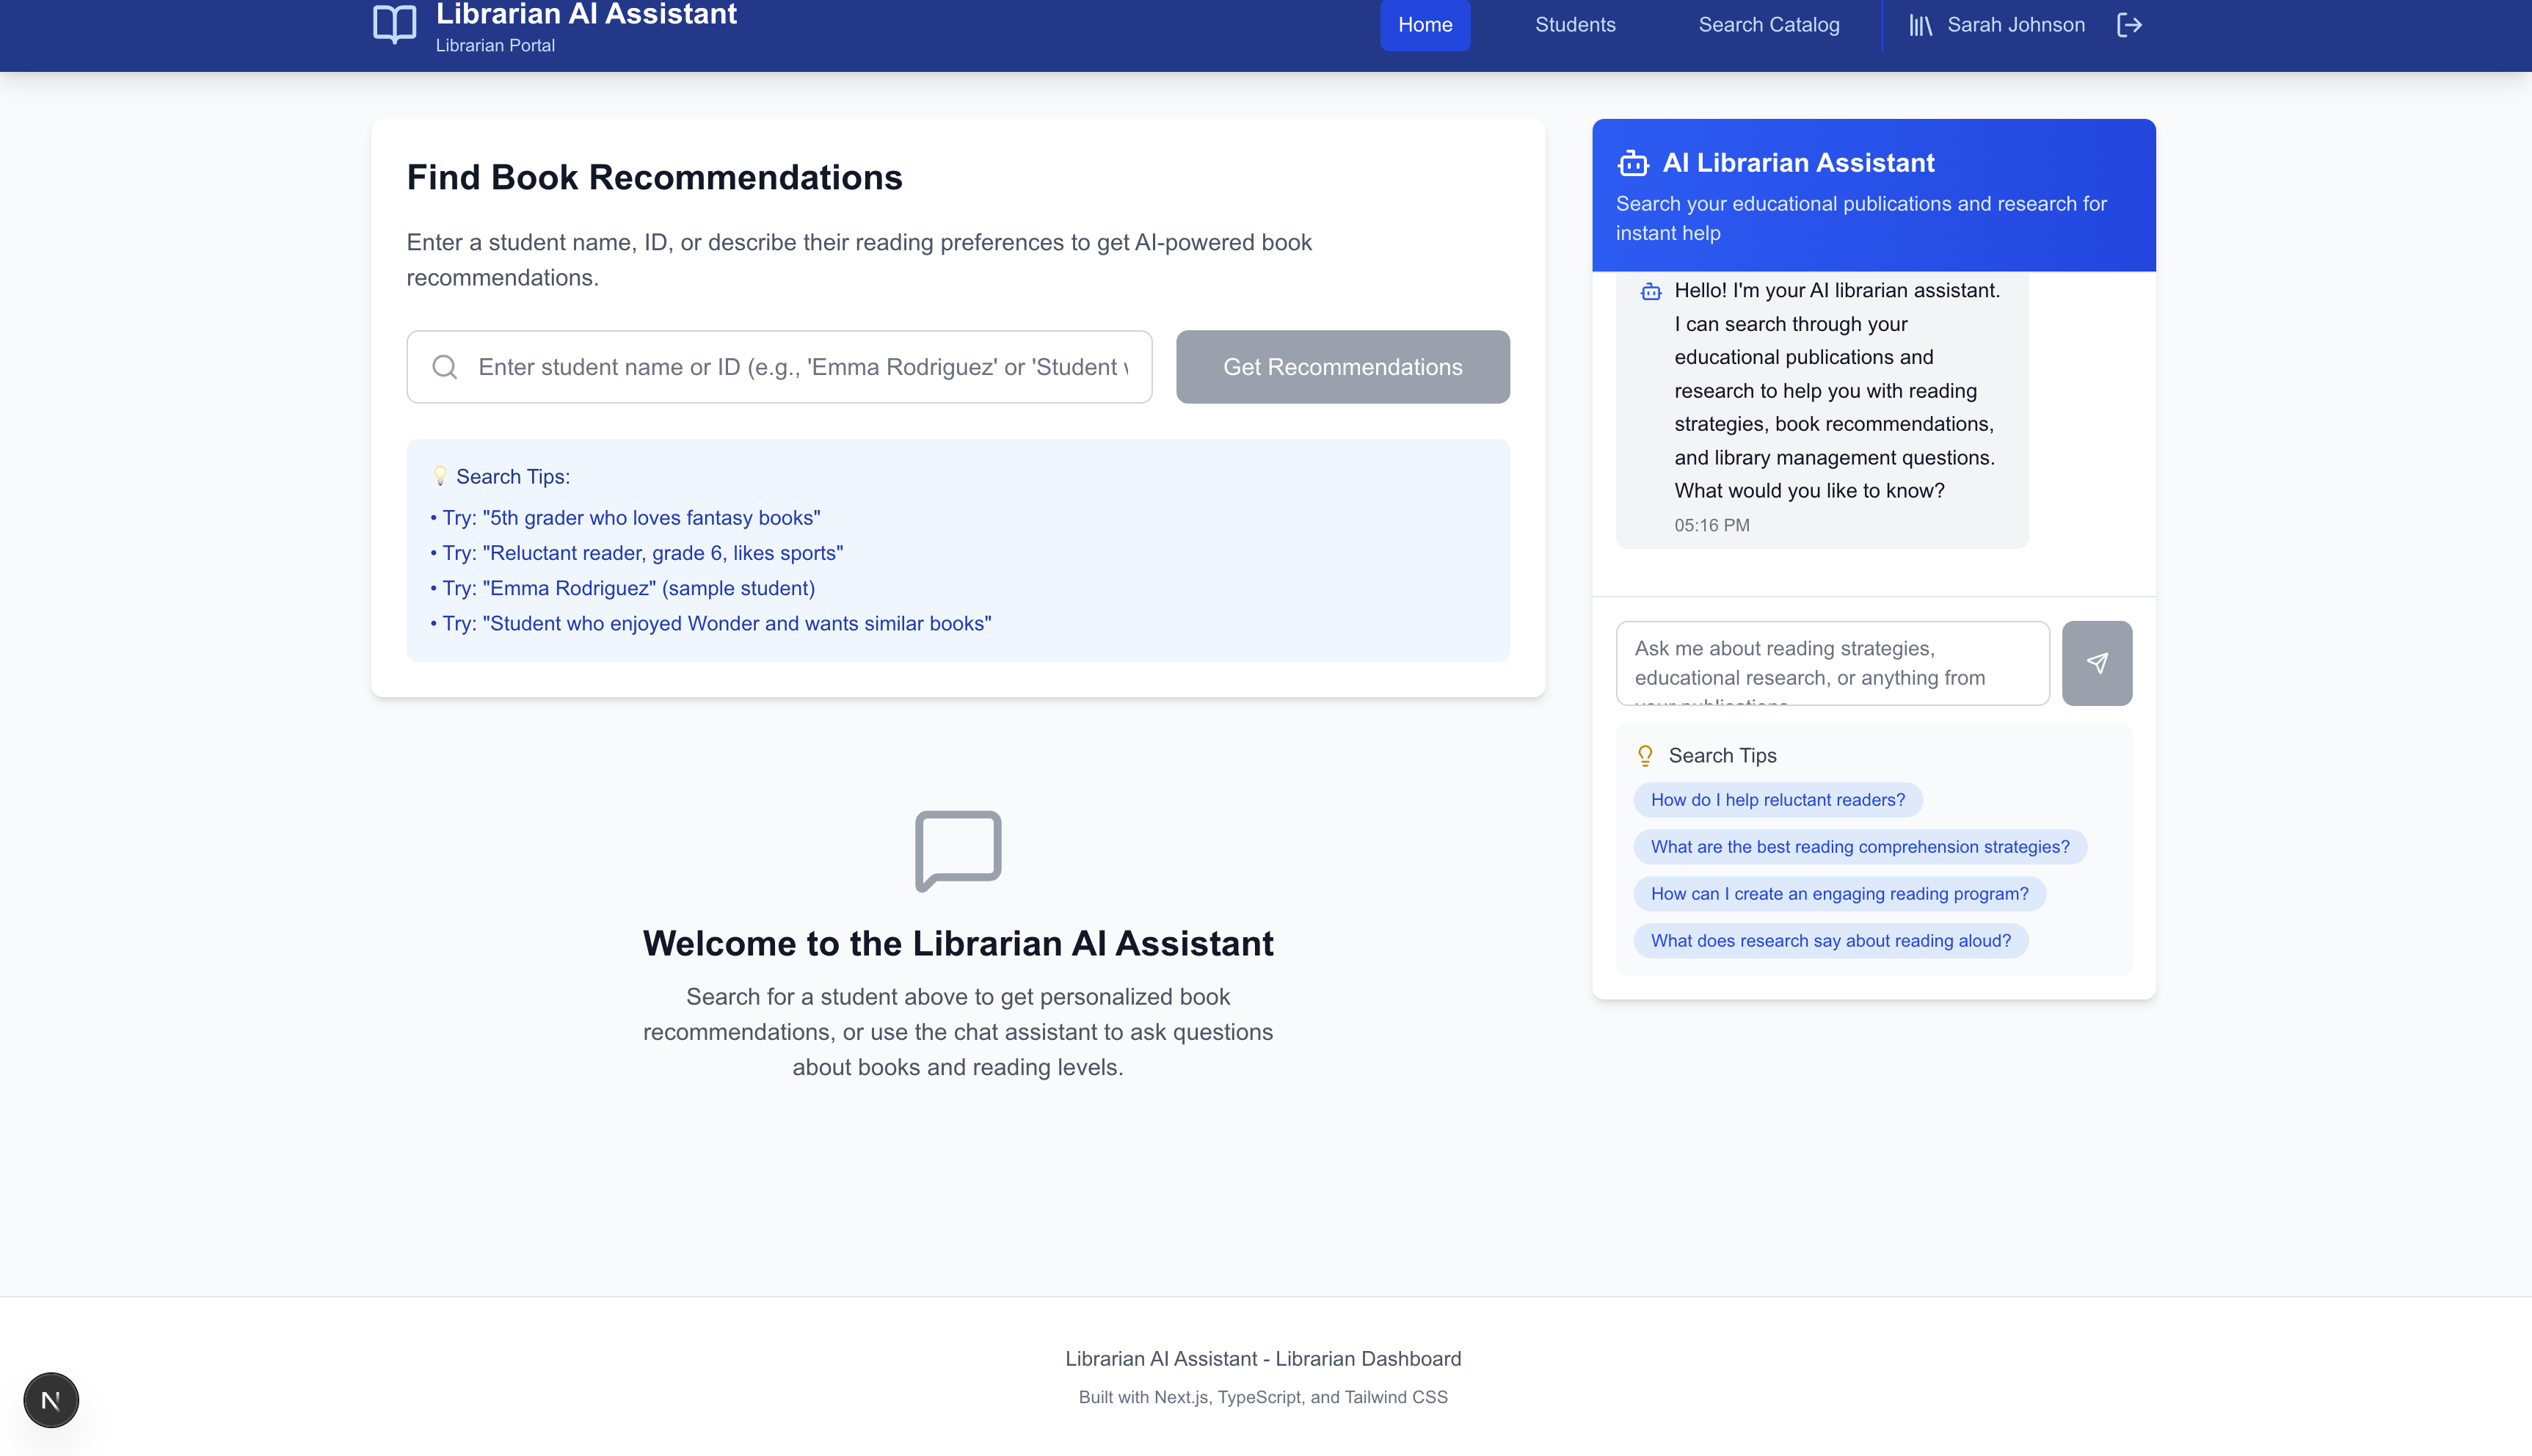 Librarian AI Assistant
Librarian Portal
Home
Students
Search Catalog
Sarah Johnson
Find Book Recommendations
Enter a student name, ID, or describe their reading preferences to get AI-powered book
recommendations.
Enter student name or ID (e.g., 'Emma Rodriguez' or 'Student
Get Recommendations
Search Tips:
• Try: "5th grader who loves fantasy books"
• Try: "Reluctant reader, grade 6, likes sports"
• Try: "Emma Rodriguez" (sample student)
• Try: "Student who enjoyed Wonder and wants similar books"
Welcome to the Librarian AI Assistant
Search for a student above to get personalized book
recommendations, or use the chat assistant to ask questions
about books and reading levels.
AI Librarian Assistant
Search your educational publications and research for
instant help
Hello! I'm your AI librarian assistant.
I can search through your
educational publications and
research to help you with reading
strategies, book recommendations,
and library management questions.
What would you like to know?
05:16 PM
Ask me about reading strategies,
educational research, or anything from
Search Tips
How do I help reluctant readers?
What are the best reading comprehension strategies?
How can I create an engaging reading program?
What does research say about reading aloud?
Librarian AI Assistant - Librarian Dashboard
Built with Next.js, TypeScript, and Tailwind CSS
N